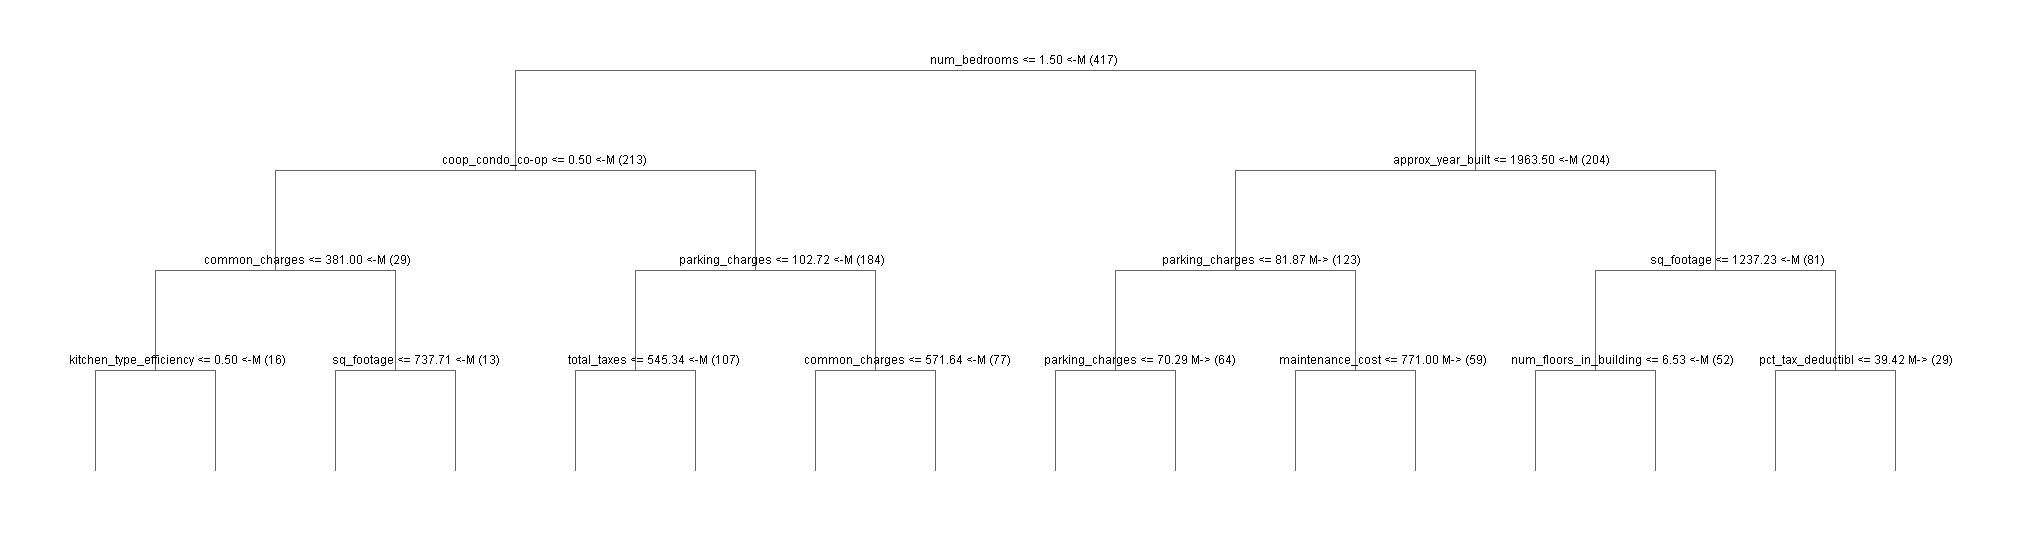 num_bedrooms <= 1.50 <-M (417)
coop_condo_co-op <= 0.50 <-M (213)
approx_year_built <= 1963.50 <-M (204)
common_charges <= 381.00 <-M (29)
parking_charges <= 102.72 <-M (184)
parking_charges <= 81.87 M-> (123)
sq_footage <= 1237.23 <-M (81)
kitchen_type_efficiency <= 0.50 <-M (16)
sq_footage <= 737.71 <-M (13)
total_taxes <= 545.34 <-M (107)
common_charges <= 571.64 <-M (77)
parking_charges <= 70.29 M-> (64)
maintenance_cost <= 771.00 M-> (59)
num_floors_in_building <= 6.53 <-M (52)
pct_tax_deductibl <= 39.42 M-> (29)